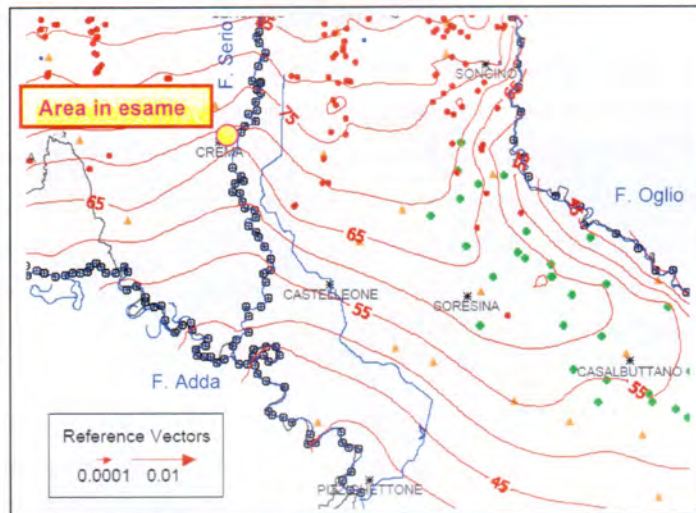 F. Serio
SONCINO
75
Area in esame
CREMA
F. Oglio
65
65
CASTELLEONE
SORESINA
55
CASALBUTTANO
F. Adda
55
Reference Vectors
0.0001 0.01
45
PIZZIGHETTONE